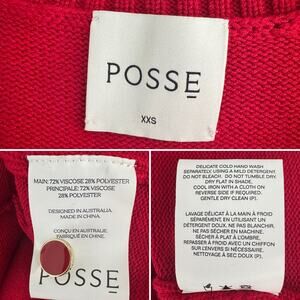 POSSE
XXS
MAIN: 72% VISCOSE 28% POLYESTER
PRINCIPALE: 72% VISCOSE
28% POLYESTER
DESIGNED IN AUSTRALIA.
MADE IN CHINA.
CONÇU EN AUSTRALIE.
FABRIQUÉ EN CHINE.
POSSE
DELICATE COLD HAND WASH
SEPARATELY USING A MILD DETERGENT.
DO NOT BLEACH. DO NOT TUMBLE DRY.
DRY FLAT IN SHADE.
COOL IRON WITH A CLOTH ON
REVERSE SIDE IF REQUIRED.
GENTLE DRY CLEAN (P).
LAVAGE DÉLICAT À LA MAIN À FROID
SÉPARÉMENT, EN UTILISANT UN
DÉTERGENT DOUX. NE PAS BLANCHIR.
NE PAS SÉCHER EN MACHINE.
SÉCHER À PLAT À L'OMBRE.
REPASSER À FROID AVEC UN CHIFFON
SUR L'ENVERS SI NÉCESSAIRE.
NETTOYAGE À SEC DOUX (P).